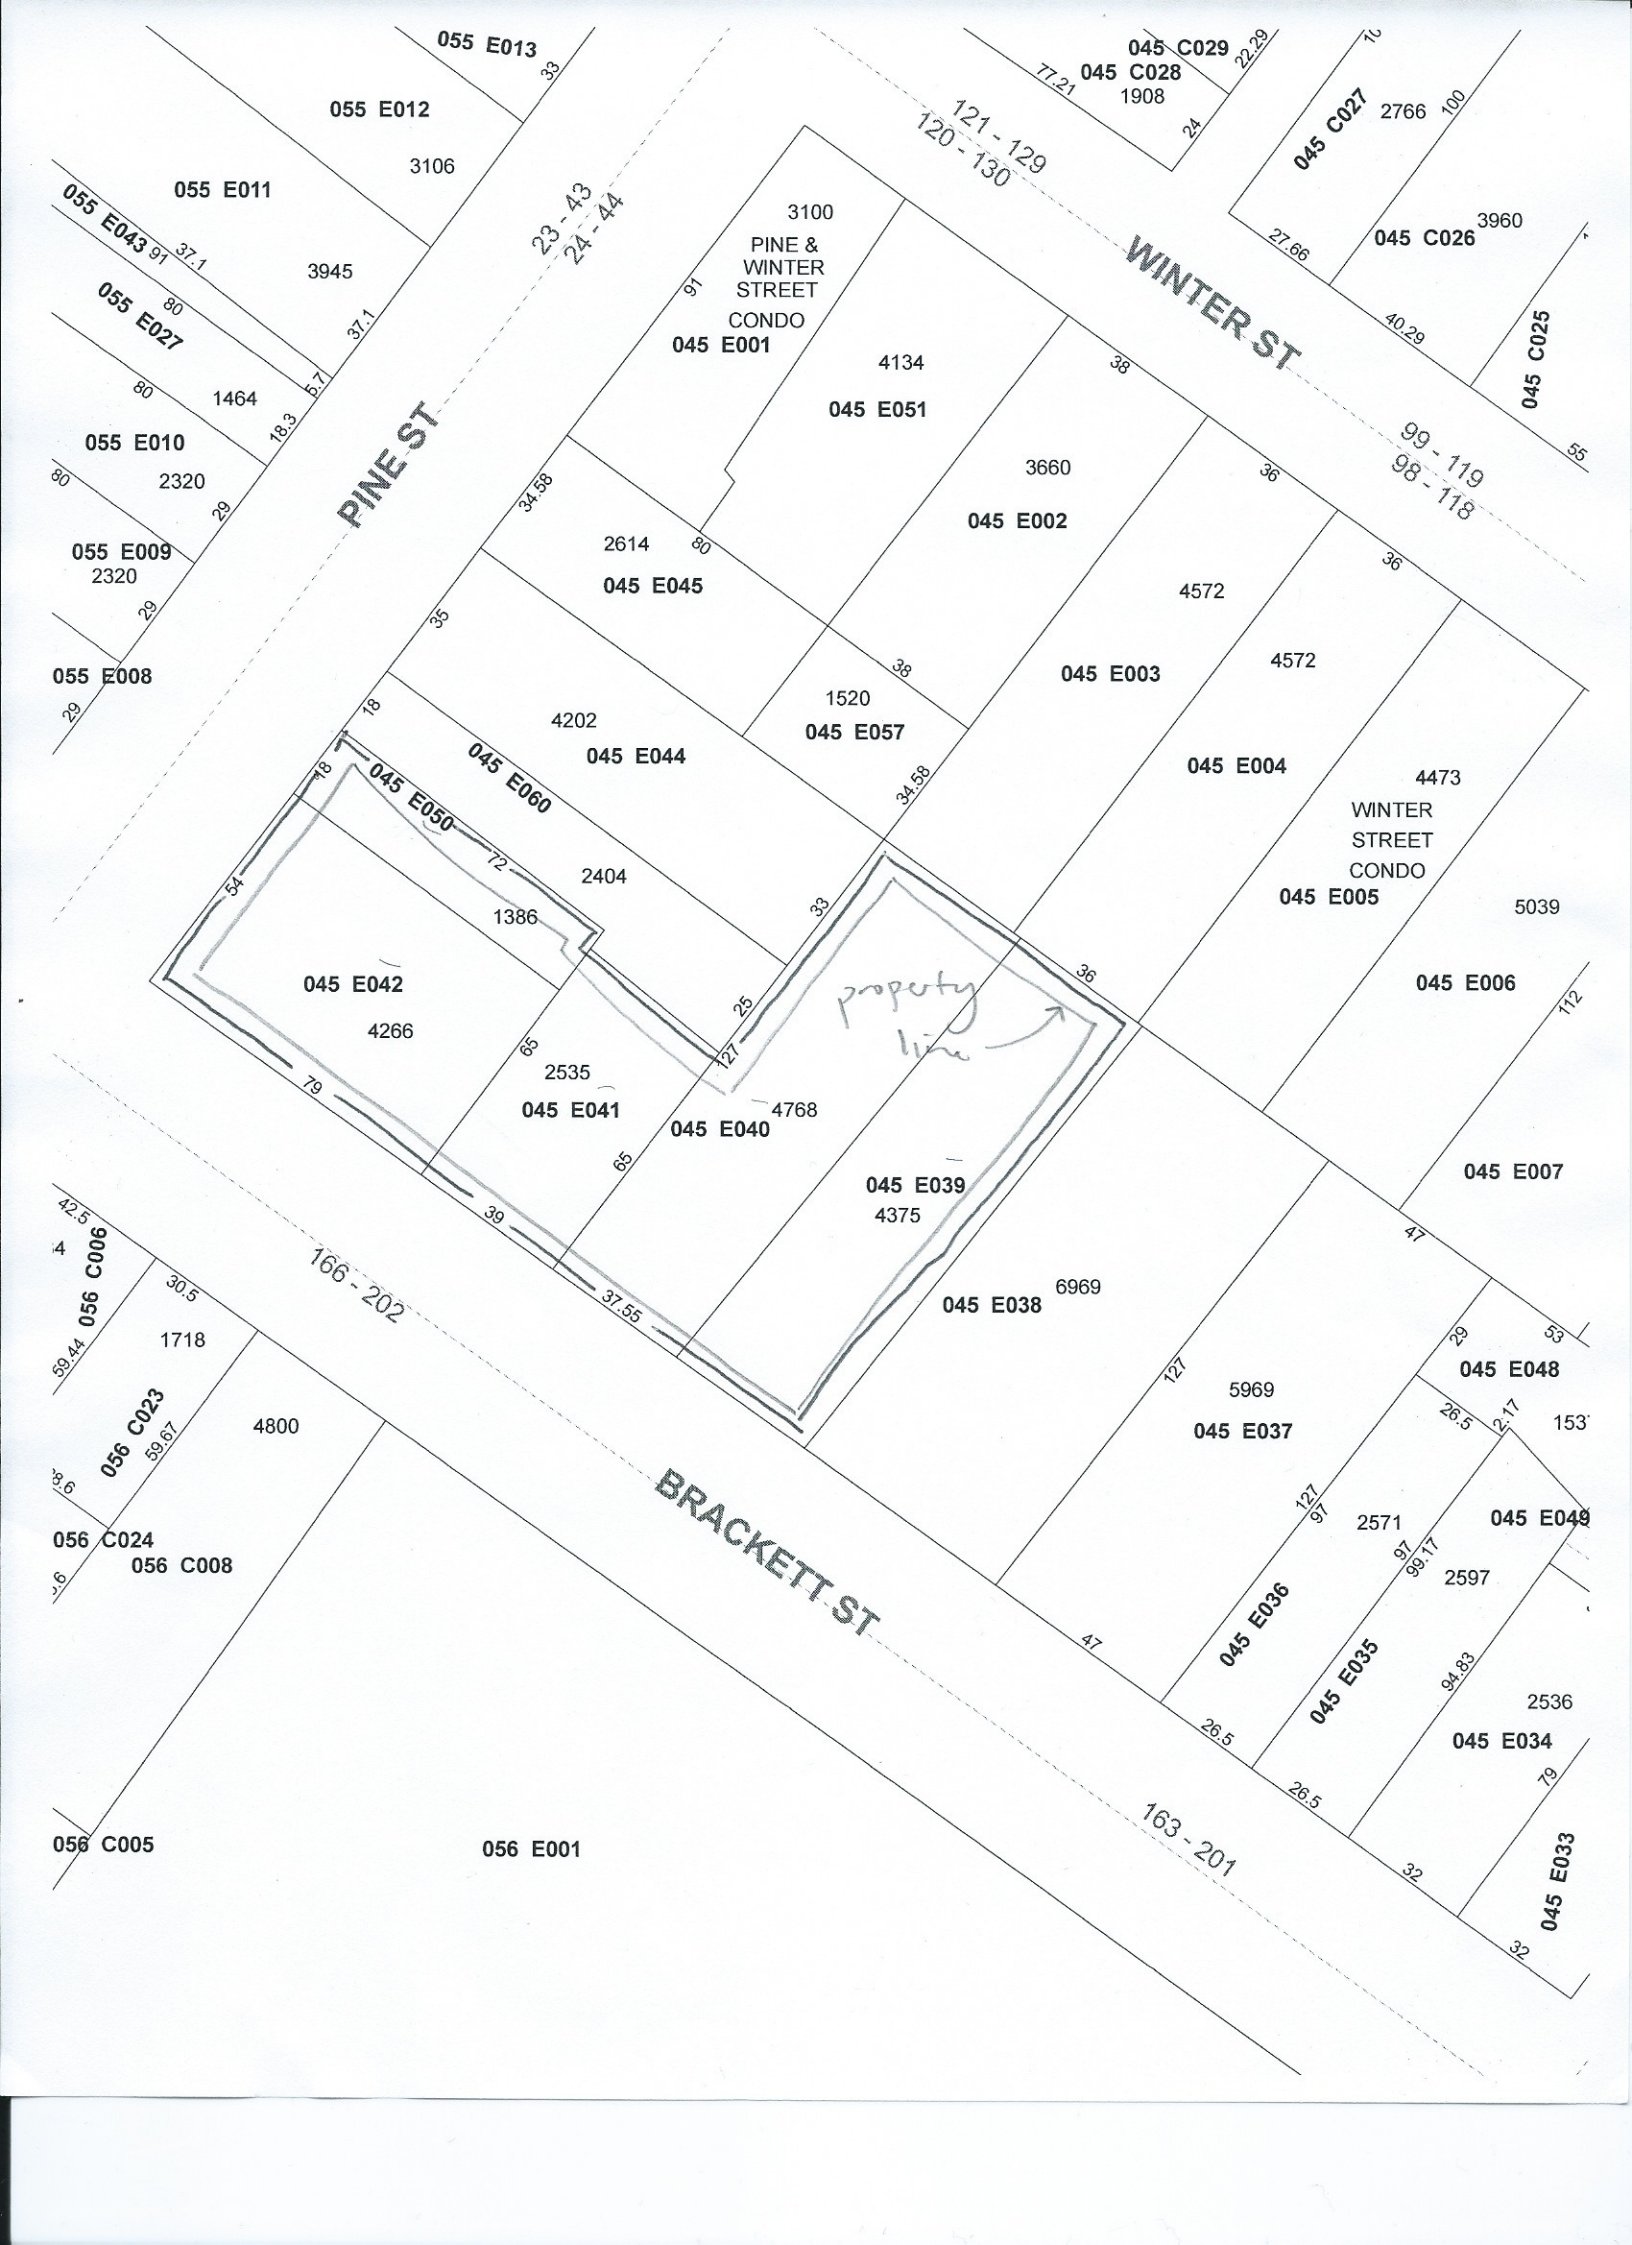 055 E013
33
055 E012
3106
055 E011
055 E043
91
37.1
3945
37.1
80
055 E027
5.7
1464
18.3
80
055 E010
2320
29
80
055 E009
2320
29
055 E008
29
23 - 43
24 - 44
PINE ST
045 C029
22.29
045 C028
1908
77.21
24
121 - 129
120 - 130
045 C027
2766
100
27.66
045 C026
3960
40.29
045 C025
55
WINTER ST
99 - 119
98 - 118
3100
PINE &
WINTER
STREET
CONDO
045 E001
91
4134
045 E051
38
3660
045 E002
36
34.58
2614
045 E045
80
38
1520
045 E057
34.58
4572
045 E003
36
4572
045 E004
4473
WINTER
STREET
CONDO
045 E005
5039
045 E006
112
045 E007
35
4202
045 E044
18
045 E060
2404
18
045 E050
72
1386
54
045 E042
4266
79
65
2535
045 E041
39
33
25
127
4768
045 E040
65
37.55
property
line
36
045 E039
4375
045 E038
6969
127
5969
045 E037
47
47
29
53
045 E048
26.5
2.17
153
127
97
2571
97
99.17
045 E049
2597
045 E036
045 E035
94.83
2536
045 E034
79
26.5
26.5
32
045 E033
32
42.5
056 C006
59.44
30.5
166 - 202
1718
056 C023
59.67
4800
056 C024
056 C008
BRACKETT ST
163 - 201
056 C005
056 E001